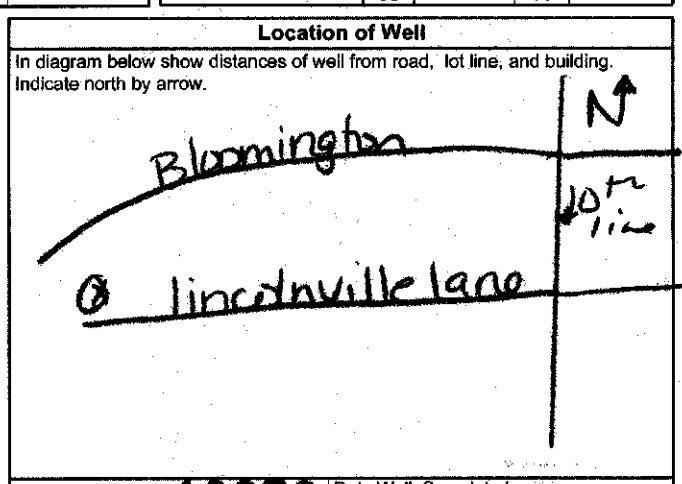 Location of Well
In diagram below show distances of well from road, lot line, and building.
Indicate north by arrow.
N
Bloomington
10th
line
lincolnville lane